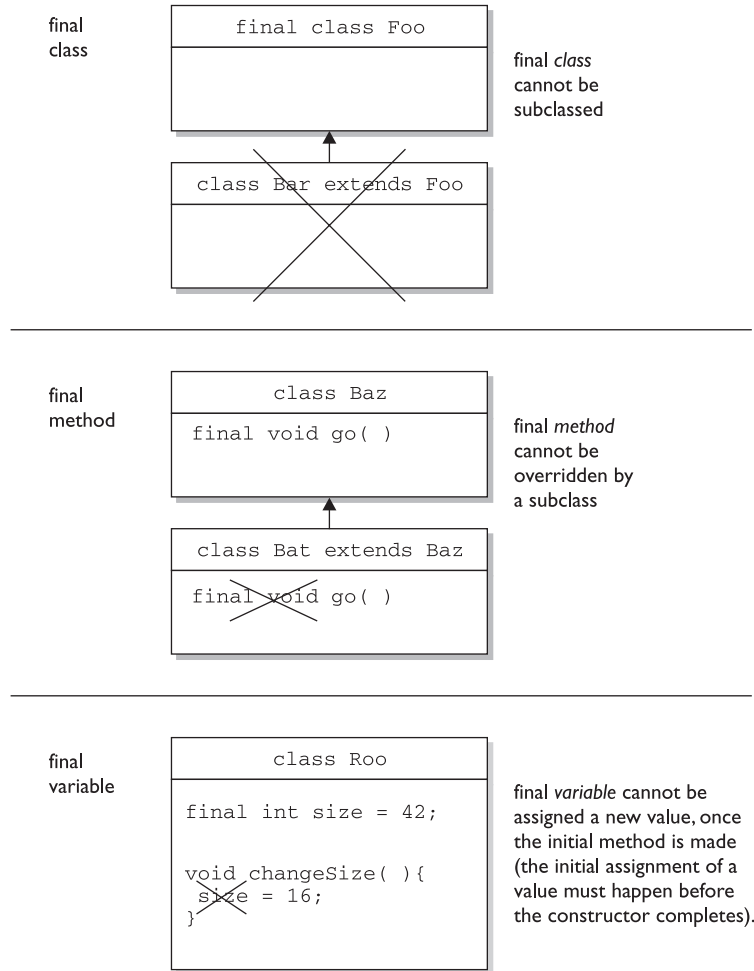 final
class
final class Foo
final class
cannot be
subclassed
class Bar extends Foo
final
method
class Baz
final void go( )
final method
cannot be
overridden by
a subclass
class Bat extends Baz
final void go( )
final
variable
class Roo
final int size = 42;
void changeSize( ){
size = 16;
}
final variable cannot be
assigned a new value, once
the initial method is made
(the initial assignment of a
value must happen before
the constructor completes).